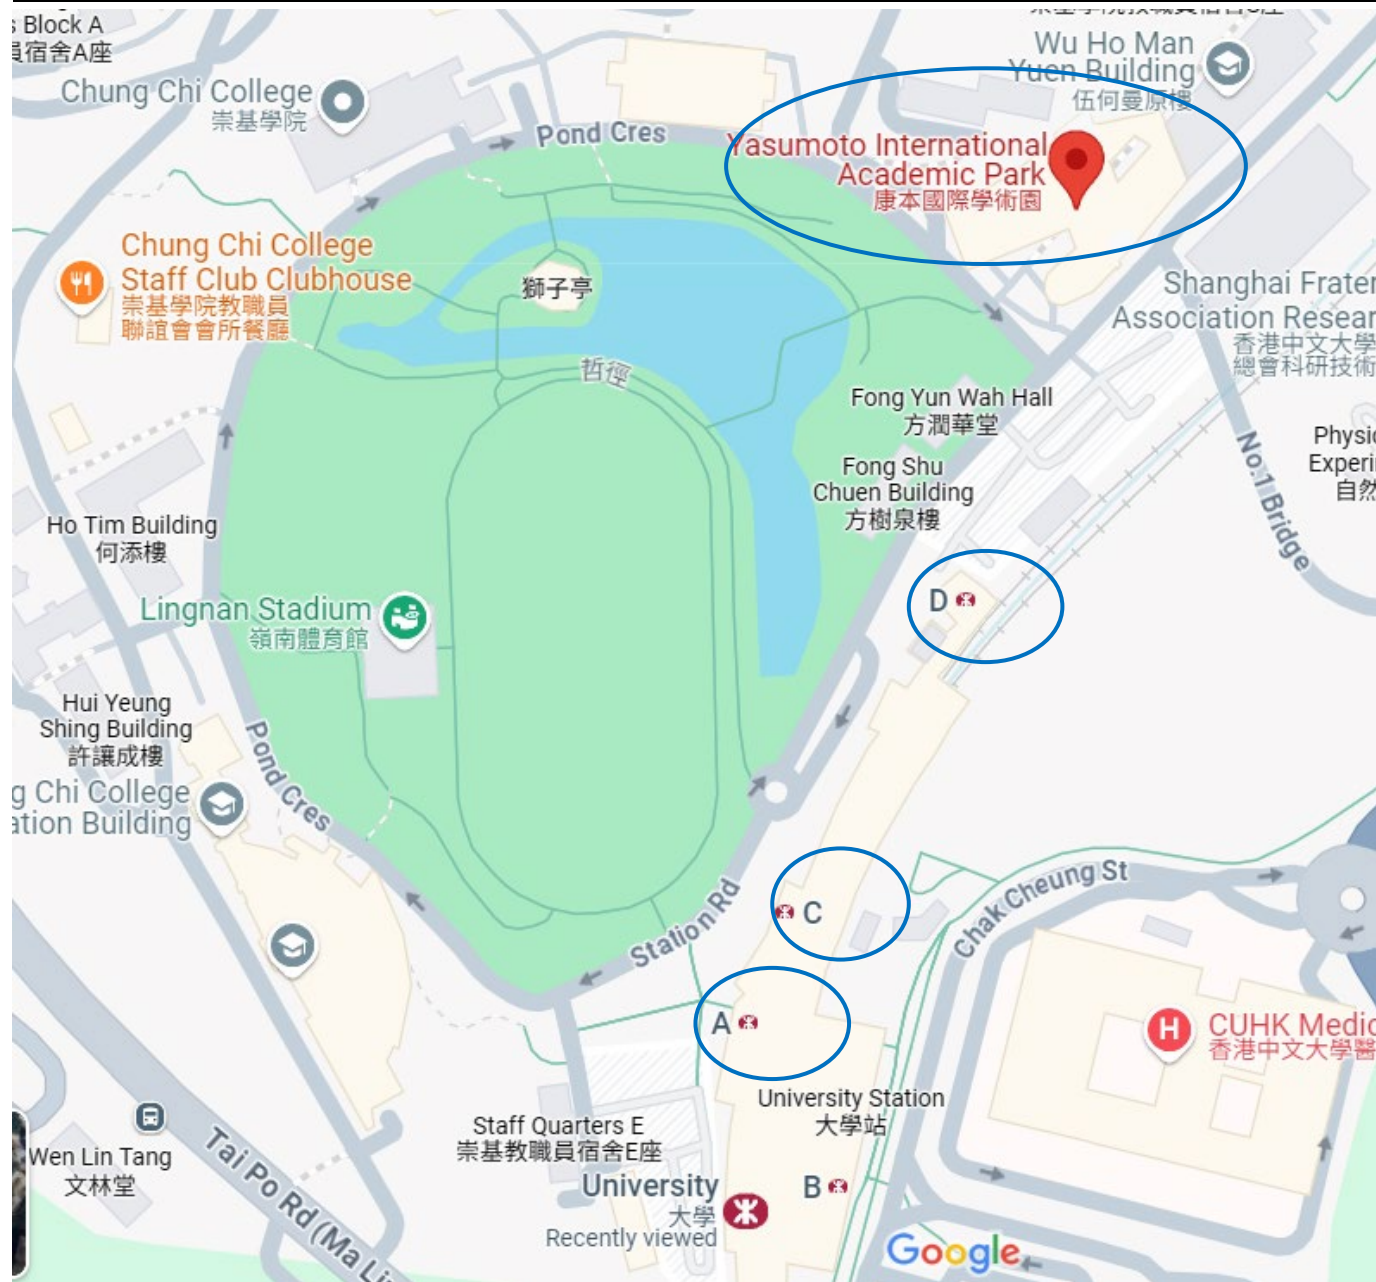 Block A
員宿舍A座
Wu Ho Man
Yuen Building
伍何曼原樓
Chung Chi College
崇基學院
Pond Cres
Yasumoto International
Academic Park
康本國際學術園
Chung Chi College
Staff Club Clubhouse
崇基學院教職員
聯誼會會所餐廳
獅子亭
Shanghai Frater
Association Resear
香港中文大學
總會科研技術
哲徑
Fong Yun Wah Hall
方潤華堂
Fong Shu
Chuen Building
方樹泉樓
No.1 Bridge
Physic
Experi
自然
Ho Tim Building
何添樓
Lingnan Stadium
嶺南體育館
D
Hui Yeung
Shing Building
許讓成樓
Pond Cres
g Chi College
ation Building
Station Rd
C
Chak Cheung St
A
H
CUHK Medic
香港中文大學醫
University Station
大學站
Staff Quarters E
崇基教職員宿舍E座
Wen Lin Tang
文林堂
Tai Po Rd (Ma Li
University
大學
Recently viewed
B
Google